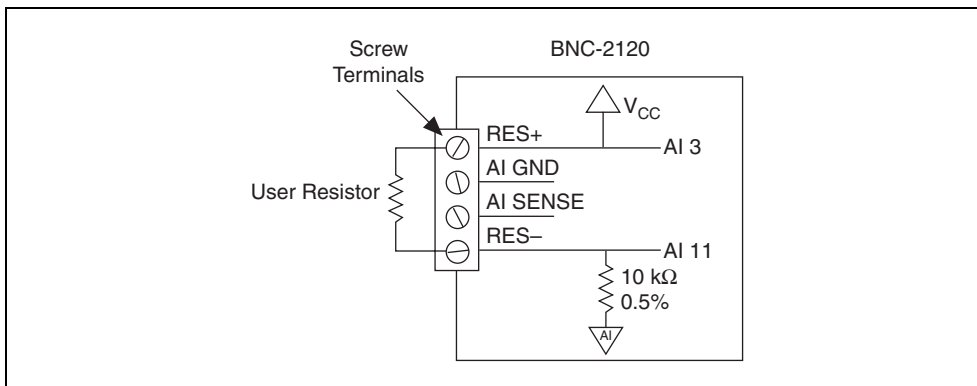 Screw
Terminals
BNC-2120
V_CC
RES+
AI 3
AI GND
User Resistor
AI SENSE
RES–
AI 11
10 kΩ
0.5%
AI